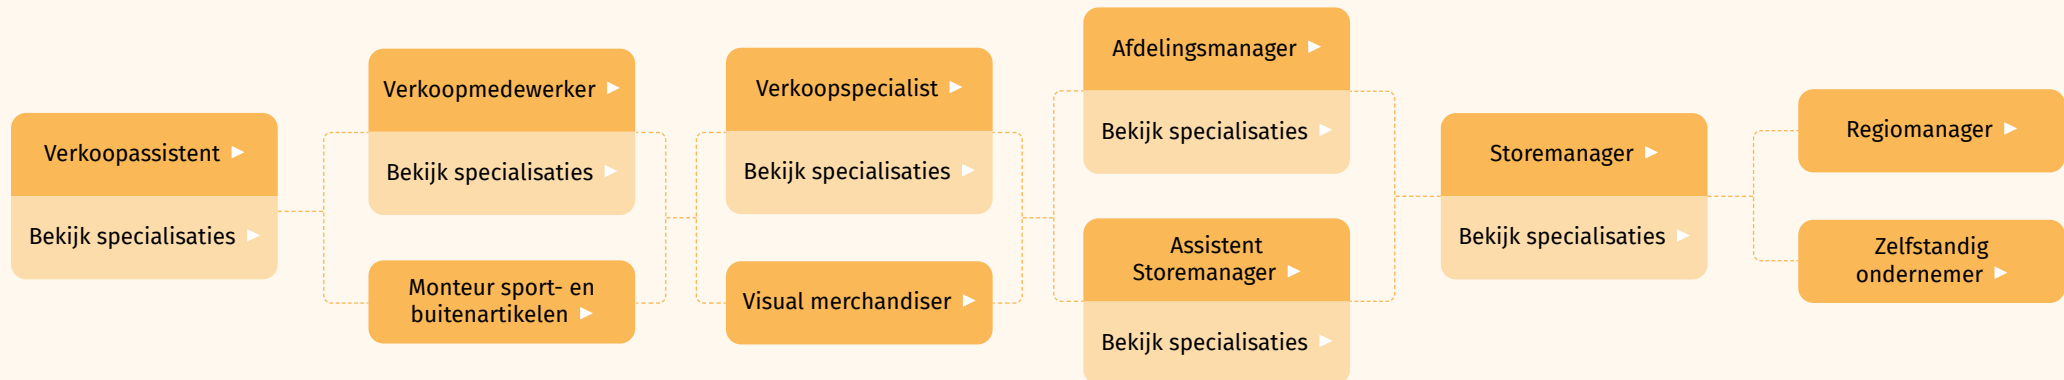 Verkoopassistent
Bekijk specialisaties
Verkoopmedewerker
Bekijk specialisaties
Monteur sport- en
buitenartikelen
Verkoopspecialist
Bekijk specialisaties
Visual merchandiser
Afdelingsmanager
Bekijk specialisaties
Assistent
Storemanager
Bekijk specialisaties
Storemanager
Bekijk specialisaties
Regiomanager
Zelfstandig
ondernemer